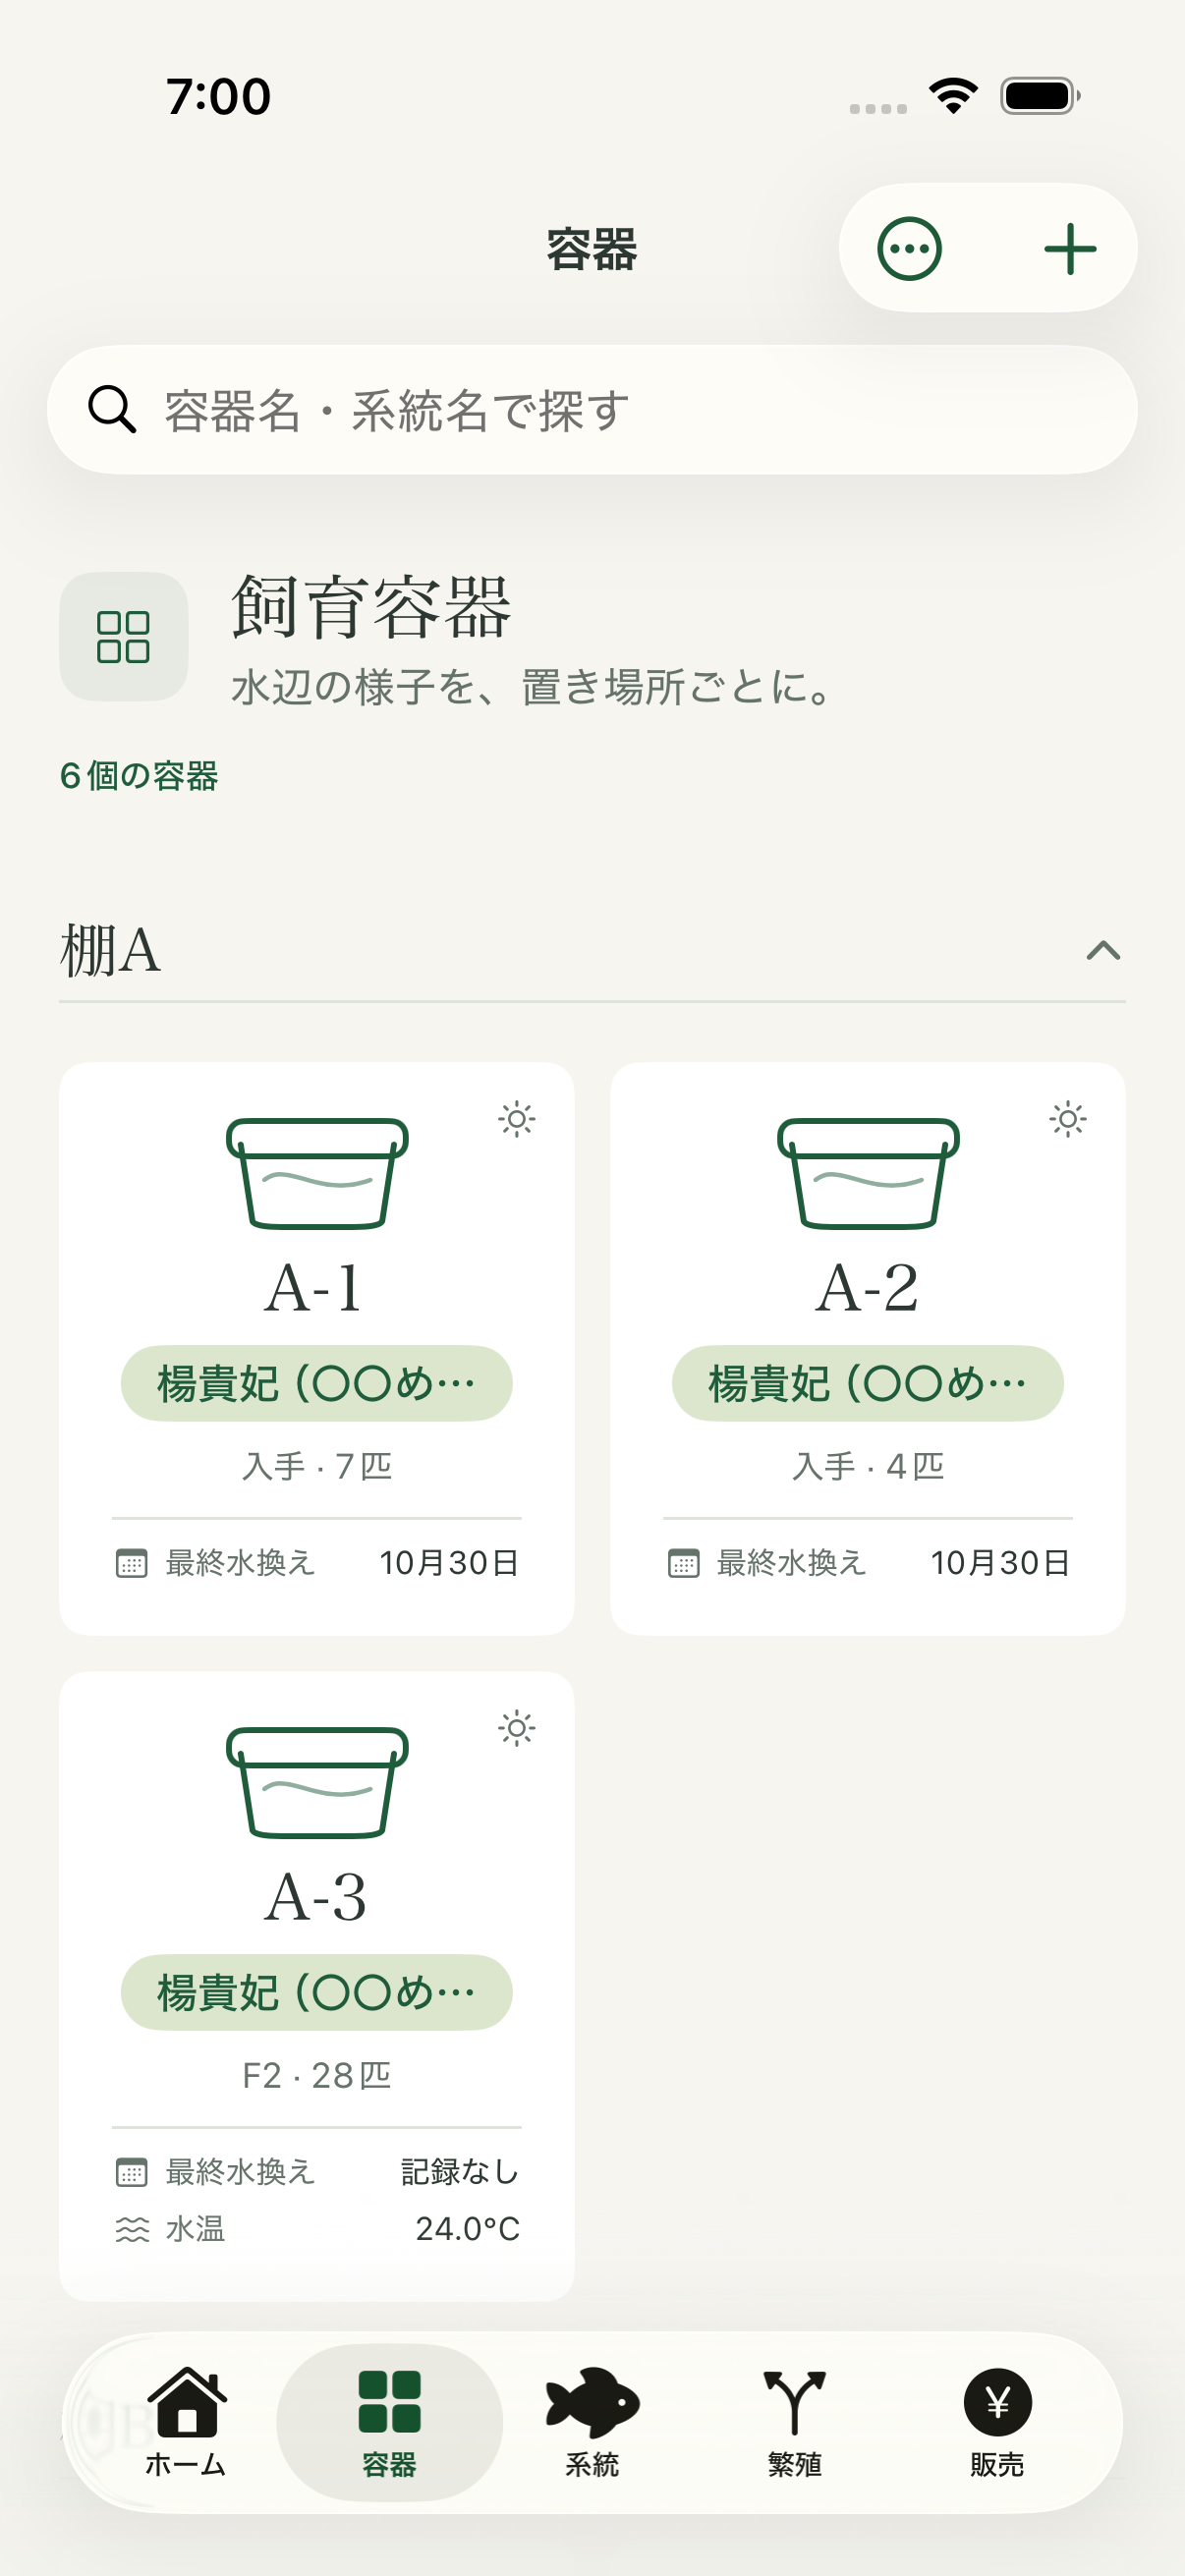 7:00
容器
容器名・系統名で探す
飼育容器
水辺の様子を、置き場所ごとに。
6個の容器
棚A
A-1
楊貴妃（〇〇め…
入手 · 7匹
最終水換え 10月30日
A-2
楊貴妃（〇〇め…
入手 · 4匹
最終水換え 10月30日
A-3
楊貴妃（〇〇め…
F2 · 28匹
最終水換え 記録なし
水温 24.0°C
ホーム 容器 系統 繁殖 販売